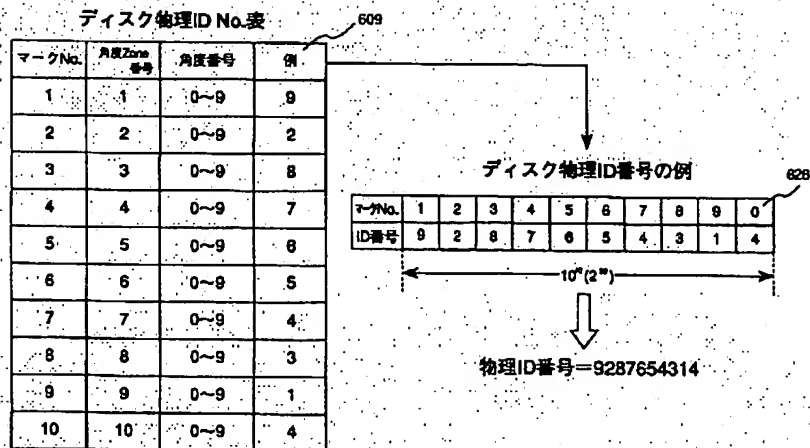 ディスク物理ID No.表
609
マークNo. 角度Zone番号 角度番号 例
1 1 0〜9 9
2 2 0〜9 2
3 3 0〜9 8
4 4 0〜9 7
5 5 0〜9 6
6 6 0〜9 5
7 7 0〜9 4
8 8 0〜9 3
9 9 0〜9 1
10 10 0〜9 4
ディスク物理ID番号の例
628
マークNo. 1 2 3 4 5 6 7 8 9 0
ID番号 9 2 8 7 6 5 4 3 1 4
物理ID番号=9287654314